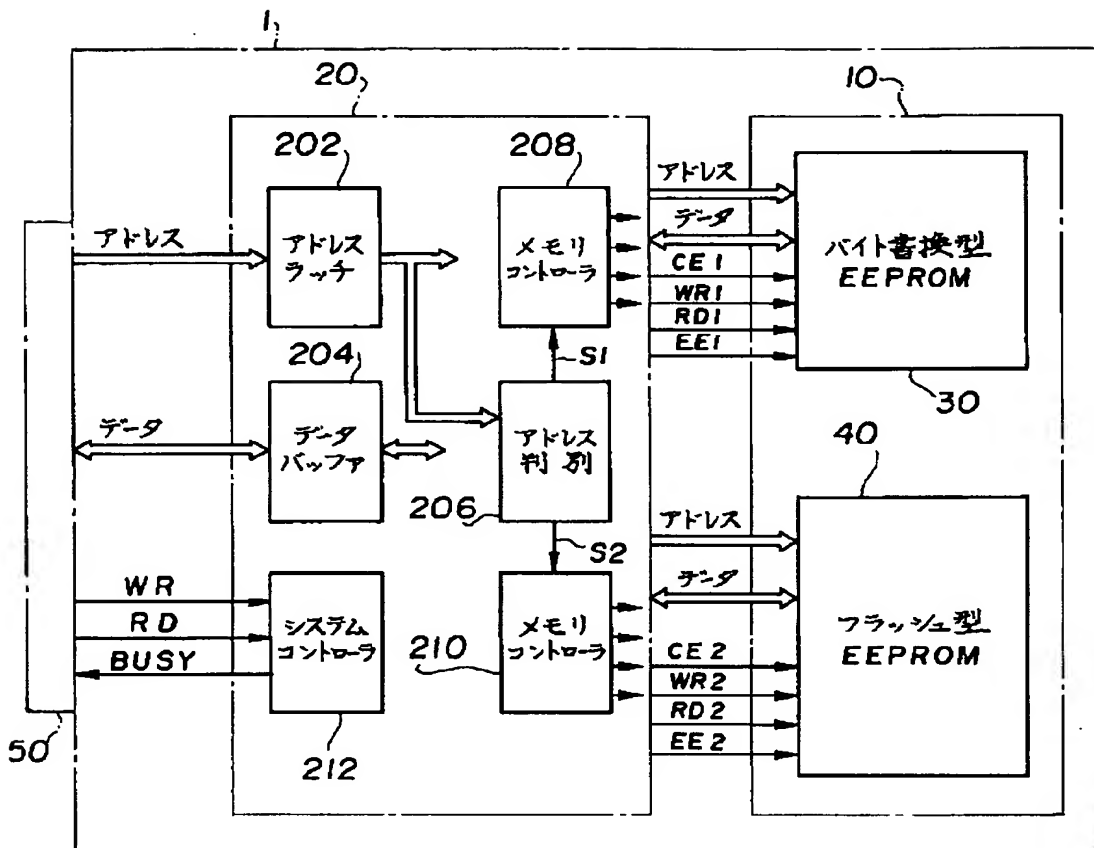 1
20
10
202
208
アドレス
アドレス
ラッチ
メモリ
コントローラ
アドレス
データ
CE1
WR1
RD1
EE1
バイト書換型
EEPROM
30
S1
204
データ
データ
バッファ
アドレス
判別
206
S2
40
アドレス
データ
フラッシュ型
EEPROM
WR
RD
BUSY
システム
コントローラ
212
メモリ
コントローラ
210
CE2
WR2
RD2
EE2
50